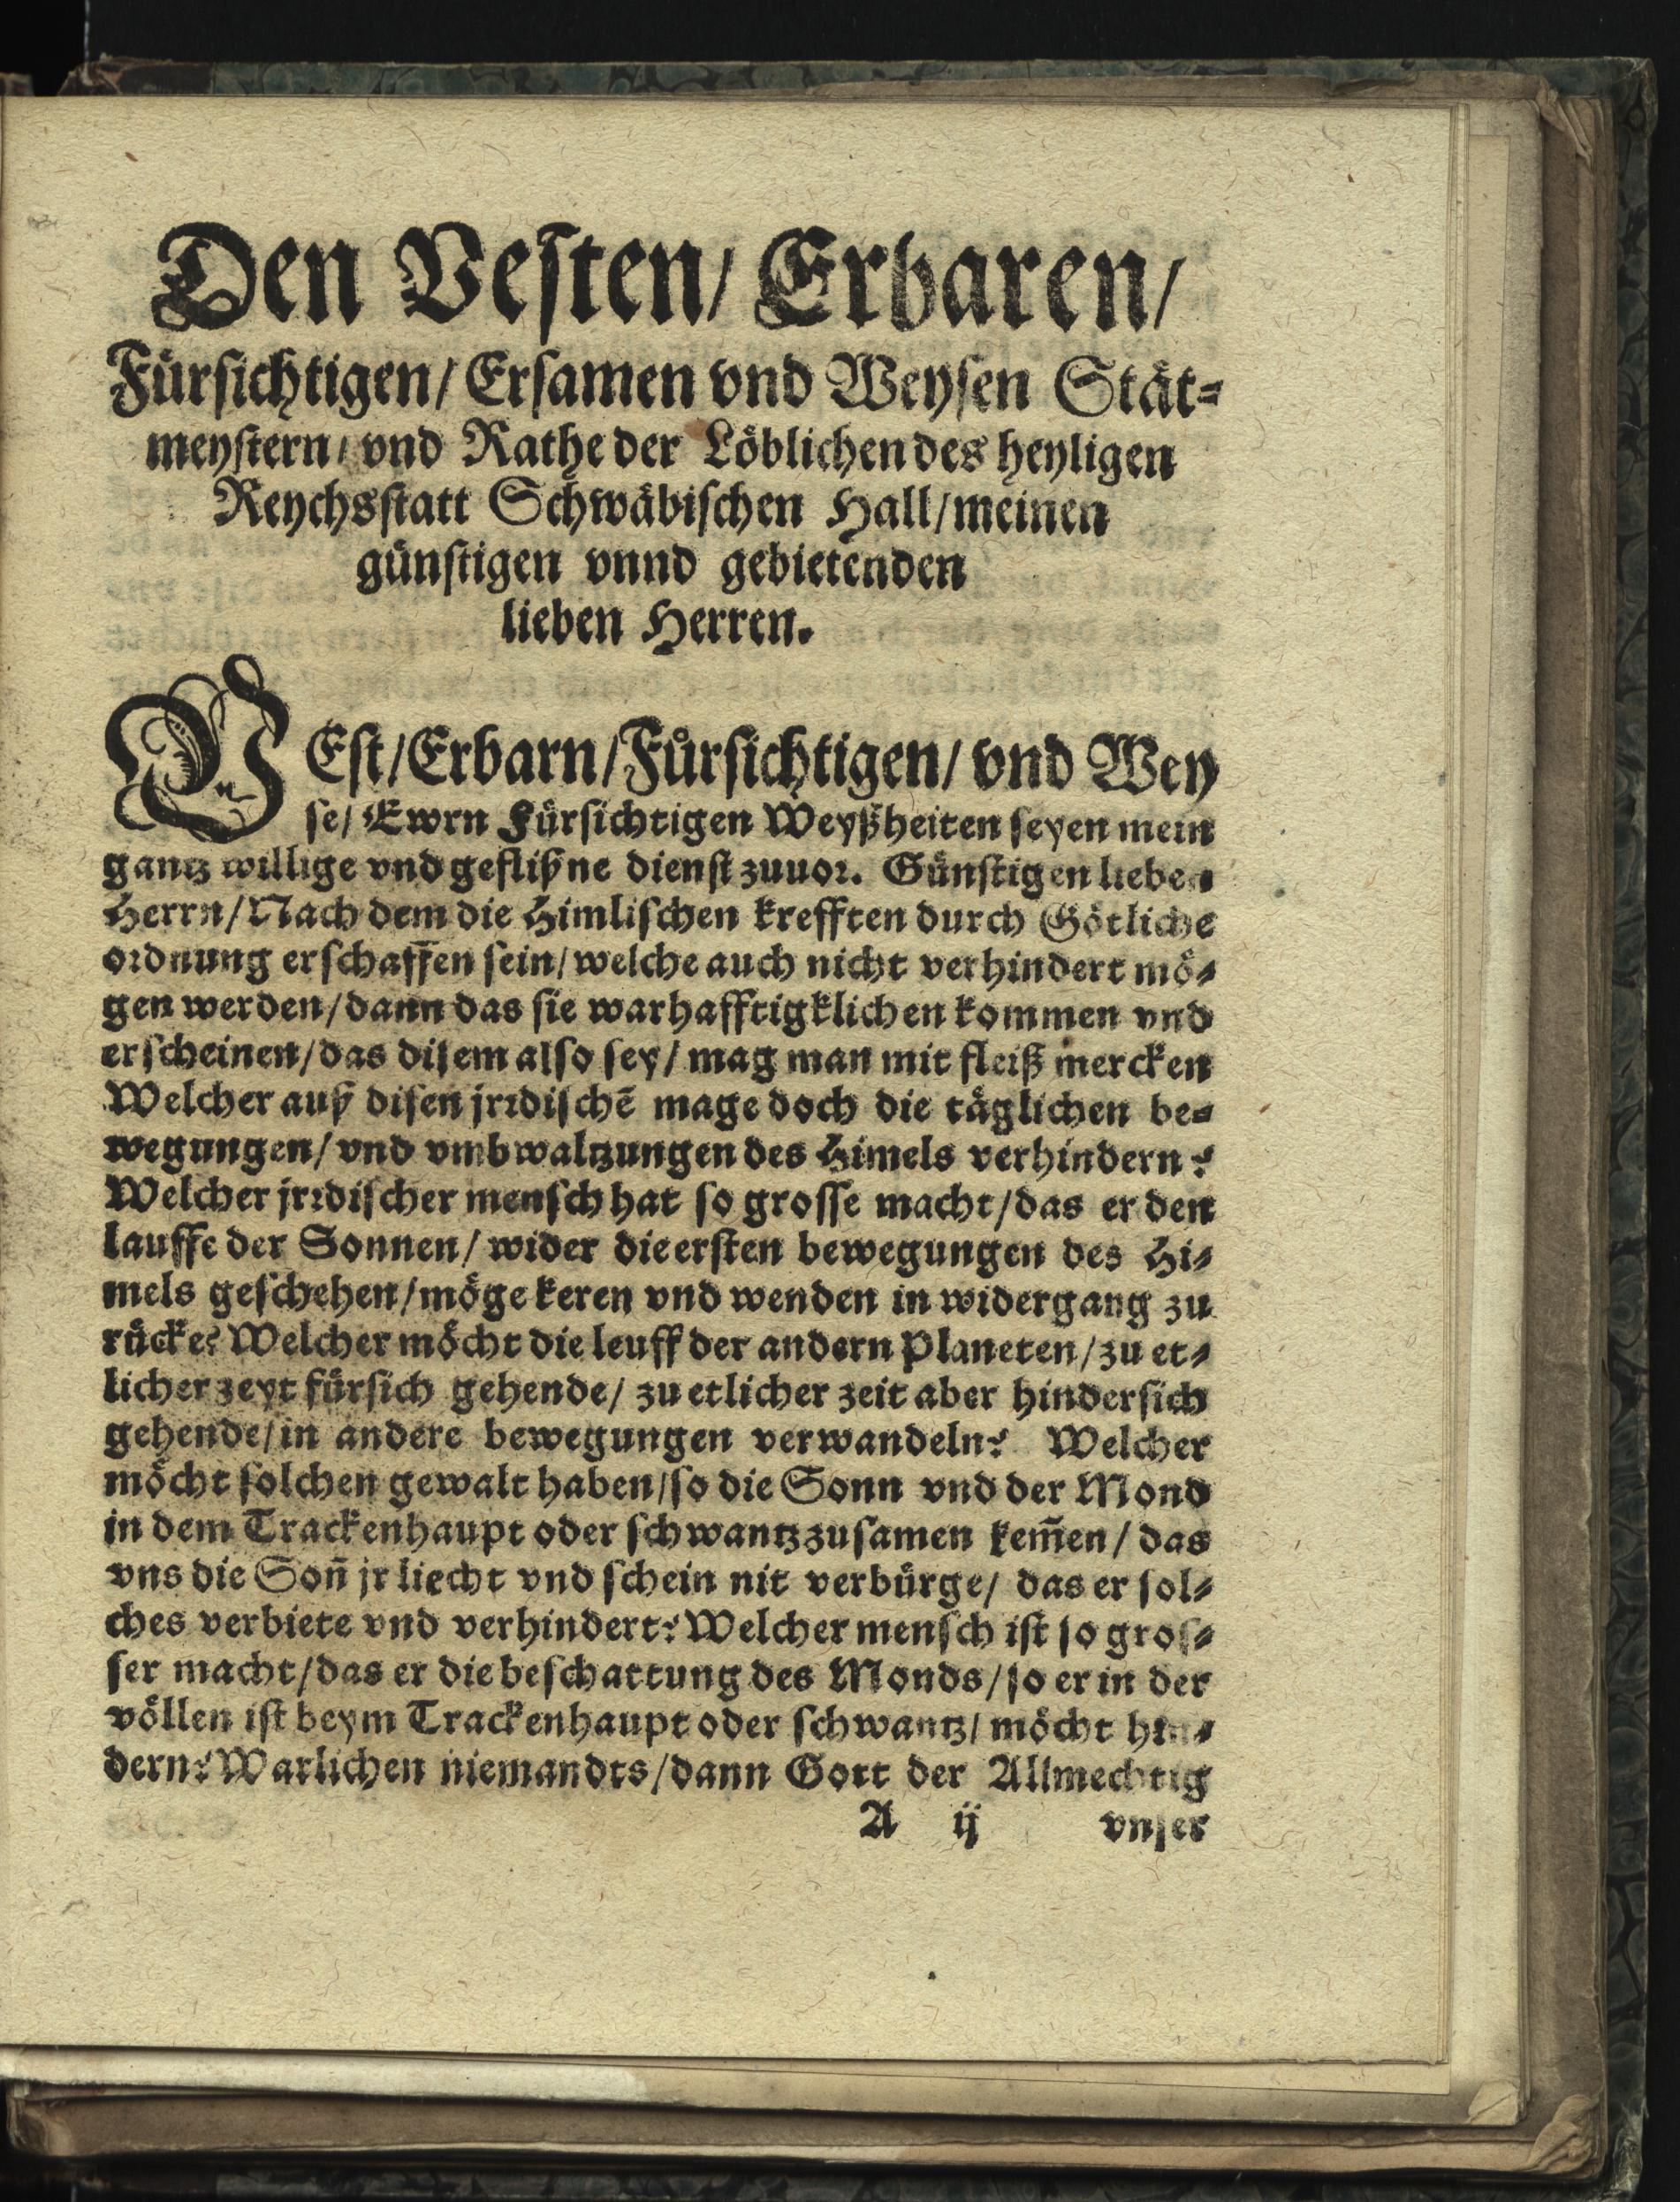 Den Veſten/ Erbaren/
Fürſichtigen/ Erſamen vnd Weyſen Stät⸗
meyſtern/ vnd Rathe der Löblichen des heyligen
Reychsſtatt Schwäbiſchen Hall/ meinen
günſtigen vnnd gebietenden
lieben Herren.
VEſt/ Erbarn/ Fürſichtigen/ vnd Wey
ſe/ Ewrn Fürſichtigen Weyßheiten ſeyen mein
gantz willige vnd geflißne dienſt zuuor. Günſtigen lieben
Herrn/ Nach dem die Himliſchen krefften durch Götliche
ordnung erſchaffen ſein/ welche auch nicht verhindert mö⸗
gen werden/ dann das ſie warhafftigklichen kommen vnd
erſcheinen/ das diſem alſo ſey/ mag man mit fleiß mercken
Welcher auß diſen jrꝛdiſchē mage doch die täglichen be⸗
wegungen/ vnd vmbwaltzungen des Himels verhindern?
Welcher jrꝛdiſcher menſch hat ſo groſſe macht/ das er den
lauffe der Sonnen/ wider die erſten bewegungen des Hi⸗
mels geſchehen/ möge keren vnd wenden in widergang zu
rücke? Welcher möcht die leuff der andern Planeten/ zu et⸗
licher zeyt fürſich gehende/ zu etlicher zeit aber hinderſich
gehende/ in andere bewegungen verwandeln? Welcher
möcht ſolchen gewalt haben/ ſo die Sonn vnd der Mond
in dem Trackenhaupt oder ſchwantz zuſamen kem̄en/ das
vns die Son̄ jr liecht vnd ſchein nit verbürge/ das er ſol⸗
ches verbiete vnd verhindert? Welcher menſch iſt ſo groſ⸗
ſer macht/ das er die beſchattung des Monds/ ſo er in der
völlen iſt beym Trackenhaupt oder ſchwantz/ möcht hin⸗
dern? Warlichen niemandts/ dann Gott der Allmechtig
A ij vnſer